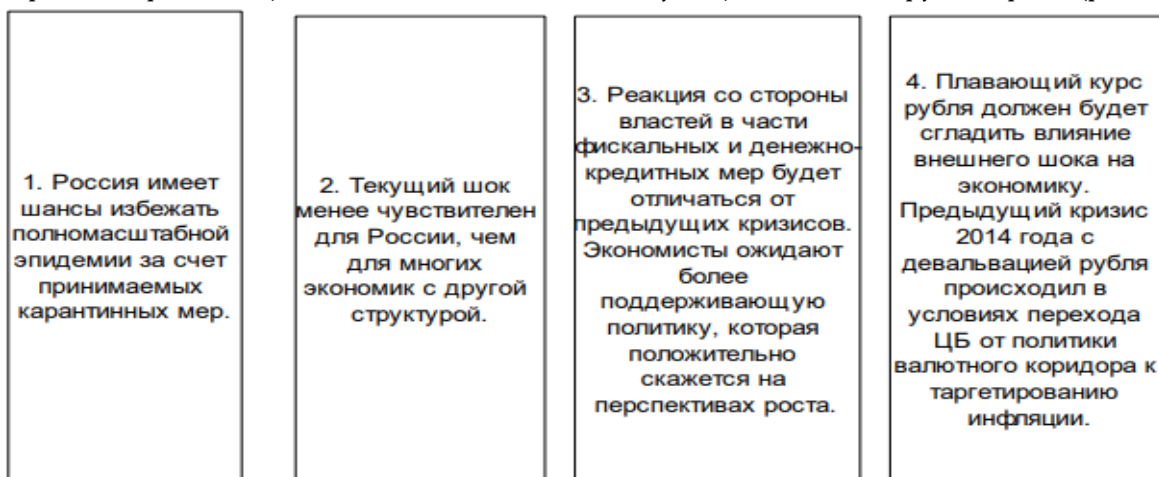 1. Россия имеет
шансы избежать
полномасштабной
эпидемии за счет
принимаемых
карантинных мер.
2. Текущий шок
менее чувствителен
для России, чем
для многих
экономик с другой
структурой.
3. Реакция со стороны
властей в части
фискальных и денежно-
кредитных мер будет
отличаться от
предыдущих кризисов.
Экономисты ожидают
более
поддерживающую
политику, которая
положительно
скажется на
перспективах роста.
4. Плавающий курс
рубля должен будет
сгладить влияние
внешнего шока на
экономику.
Предыдущий кризис
2014 года с
девальвацией рубля
происходил в
условиях перехода
ЦБ от политики
валютного коридора к
таргетированию
инфляции.